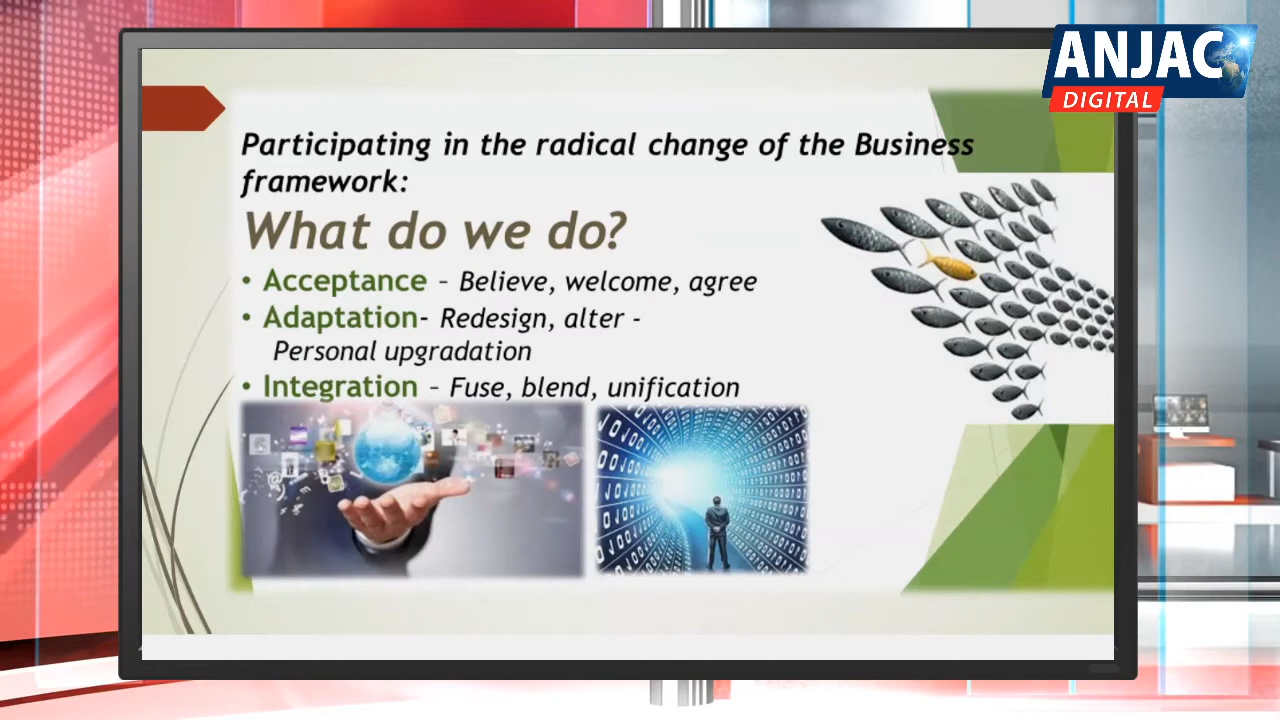 ANJAC
DIGITAL
Participating in the radical change of the Business
framework:
What do we do?
• Acceptance – Believe, welcome, agree
• Adaptation- Redesign, alter -
Personal upgradation
• Integration – Fuse, blend, unification